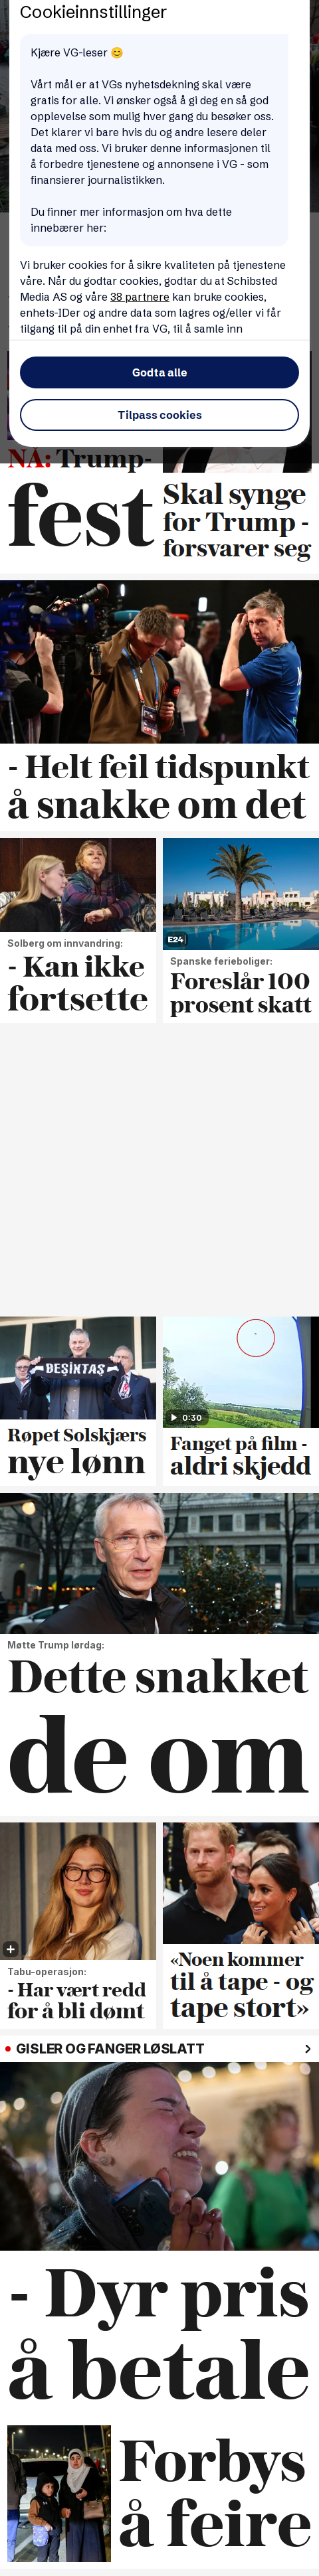 Cookieinnstillinger
Kjære VG-leser 😊
Vårt mål er at VGs nyhetsdekning skal være
gratis for alle. Vi ønsker også å gi deg en så god
opplevelse som mulig hver gang du besøker oss.
Det klarer vi bare hvis du og andre lesere deler
data med oss. Vi bruker denne informasjonen til
å forbedre tjenestene og annonsene i VG - som
finansierer journalistikken.
Du finner mer informasjon om hva dette
innebærer her:
Vi bruker cookies for å sikre kvaliteten på tjenestene
våre. Når du godtar cookies, godtar du at Schibsted
Media AS og våre 38 partnere kan bruke cookies,
enhets-IDer og andre data som lagres og/eller vi får
tilgang til på din enhet fra VG, til å samle inn
Godta alle
Tilpass cookies
NÅ: Trump-
fest
Skal synge
for Trump -
forsvarer seg
- Helt feil tidspunkt
å snakke om det
Solberg om innvandring:
- Kan ikke
fortsette
E24
Spanske ferieboliger:
Foreslår 100
prosent skatt
BEŞİKTAŞ
Røpet Solskjærs
nye lønn
0:30
Fanget på film -
aldri skjedd
Møtte Trump lørdag:
Dette snakket
de om
Tabu-operasjon:
- Har vært redd
for å bli dømt
«Noen kommer
til å tape - og
tape stort»
GISLER OG FANGER LØSLATT
- Dyr pris
å betale
Forbys
å feire